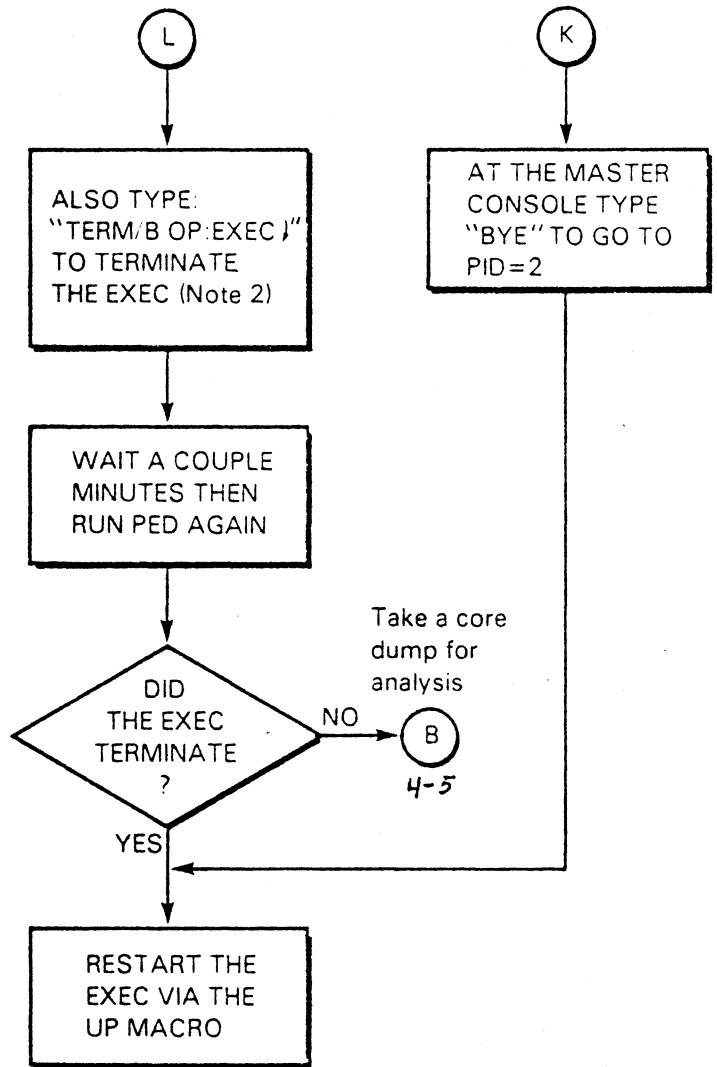 L
ALSO TYPE:
"TERM/B OP:EXEC↓"
TO TERMINATE
THE EXEC (Note 2)
WAIT A COUPLE
MINUTES THEN
RUN PED AGAIN
DID
THE EXEC
TERMINATE
?
NO
Take a core
dump for
analysis
B
4-5
YES
K
AT THE MASTER
CONSOLE TYPE
"BYE" TO GO TO
PID=2
RESTART THE
EXEC VIA THE
UP MACRO